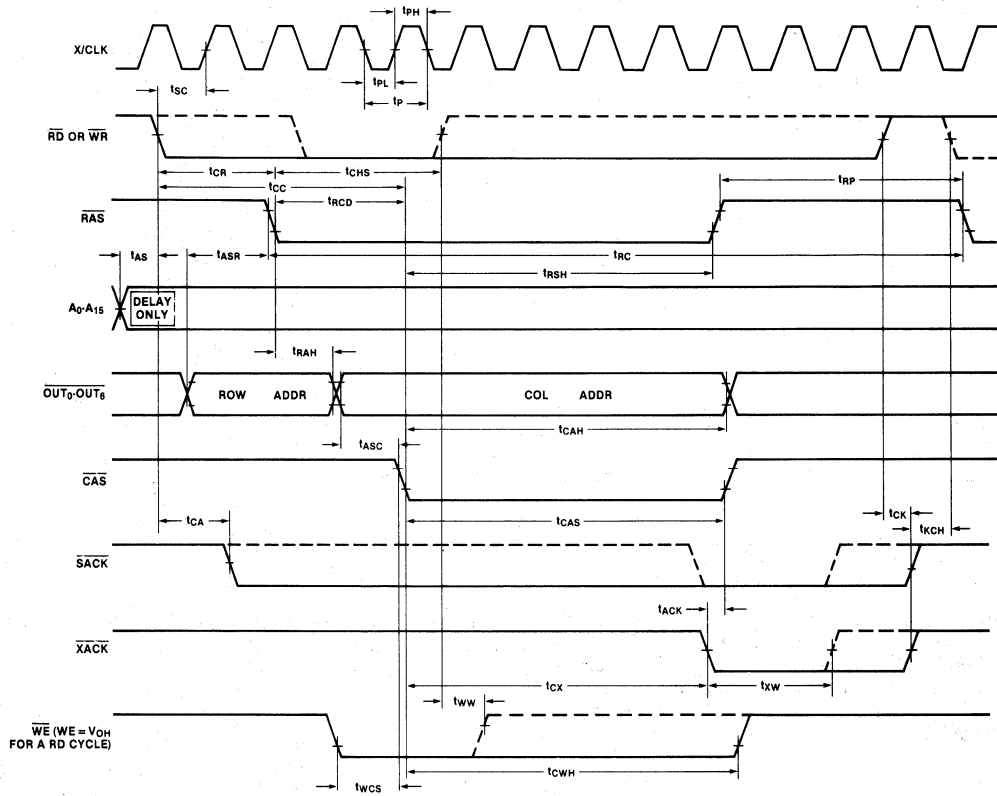 tPH
X/CLK
tSC
tPL
tP
RD OR WR
tCR
tCHS
tCC
tRP
tRCD
RAS
tAS
tASR
tRC
tRSH
A0-A15
DELAY
ONLY
tRAH
OUT0-OUT6
ROW ADDR
COL ADDR
tCAH
tASC
CAS
tCA
tCAS
tCK
tKCH
SACK
tACK
XACK
tCX
tXW
tWW
WE (WE = VOH
FOR A RD CYCLE)
tCWH
tWCS